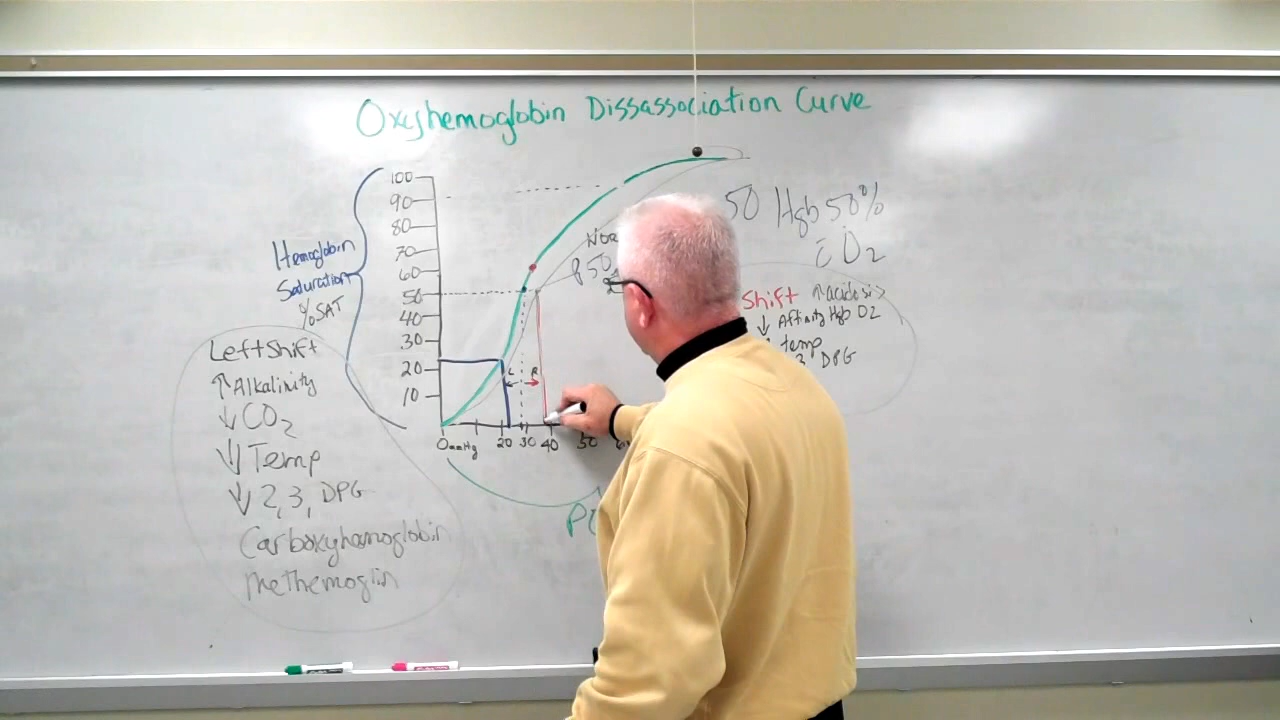 Oxyhemoglobin Dissassociation Curve
100
90
80
70
60
50
40
30
20
10
Hemoglobin
Saturation
% SAT
0mmHg 20 30 40 50
L R
P50
50 Hgb 50%
O2
Left Shift
↑ Alkalinity
↓ CO2
↓ Temp
↓ 2,3, DPG
Carboxyhemoglobin
Methemoglin
Shift ↑ acidosis
↓ Affinity Hgb O2
temp
3 DPG